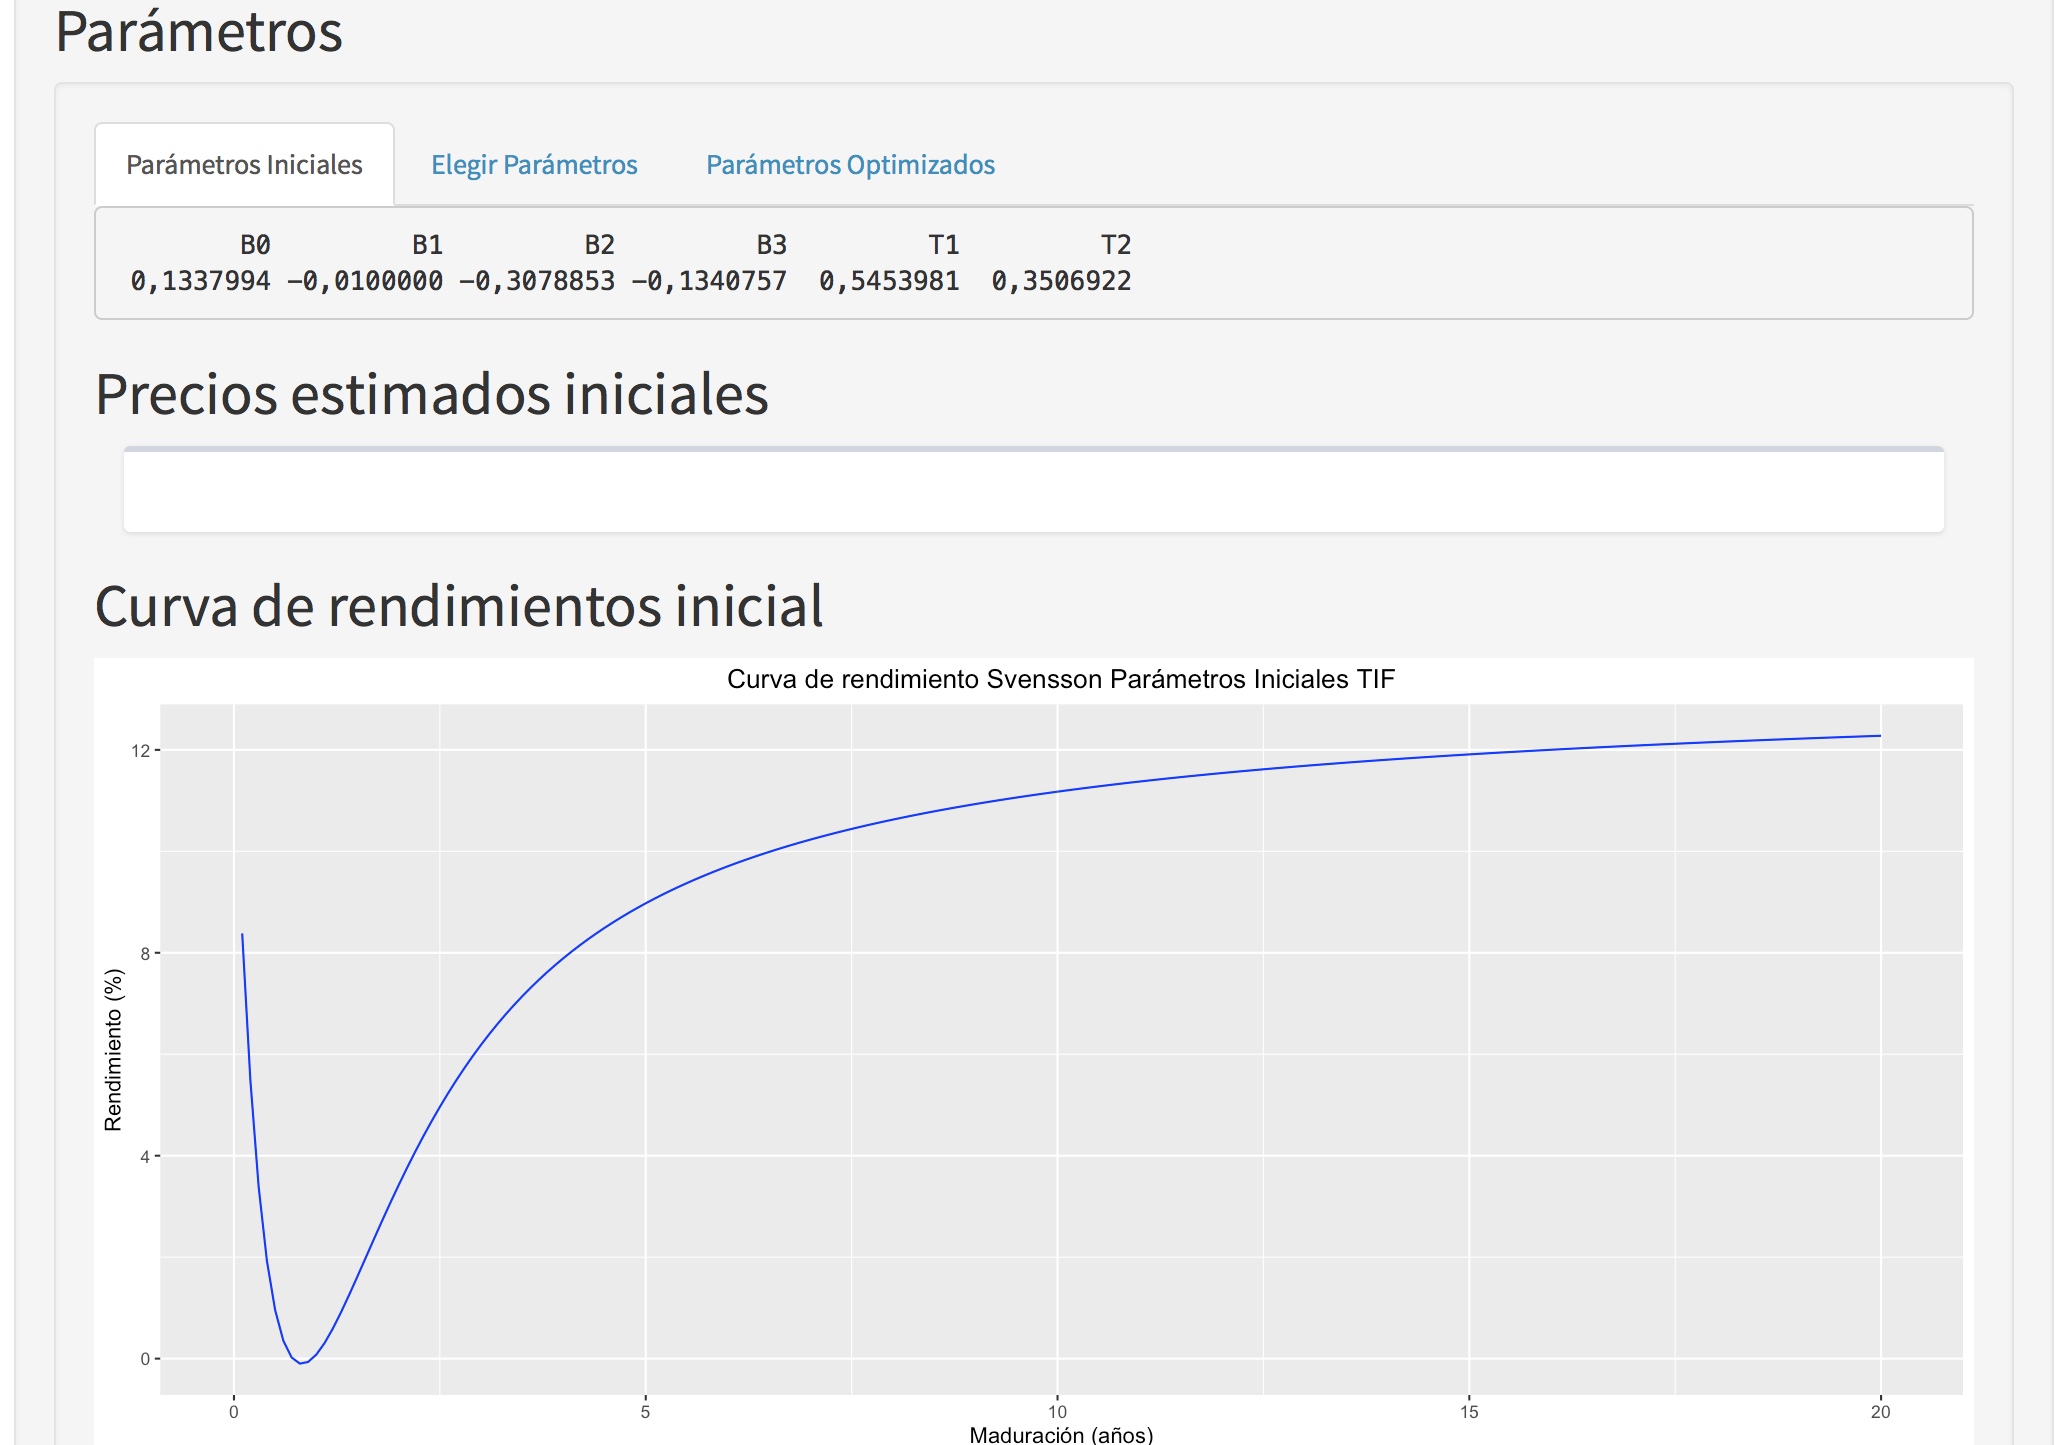 Parámetros
Parámetros Iniciales Elegir Parámetros Parámetros Optimizados
B0 B1 B2 B3 T1 T2
0,1337994 −0,0100000 −0,3078853 −0,1340757 0,5453981 0,3506922
Precios estimados iniciales
Curva de rendimientos inicial
Curva de rendimiento Svensson Parámetros Iniciales TIF
12
8
4
0
Rendimiento (%)
0 5 10 15 20
Maduración (años)